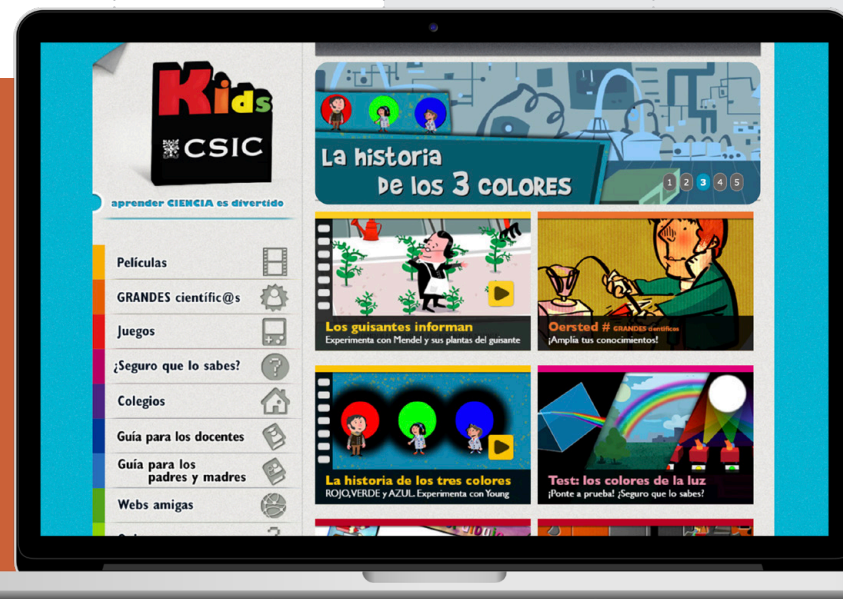 Kids
CSIC
aprender CIENCIA es divertido
Películas
GRANDES científic@s
Juegos
¿Seguro que lo sabes?
Colegios
Guía para los docentes
Guía para los
padres y madres
Webs amigas
La historia
De los 3 COLORES
1 2 3 4 5
Los guisantes informan
Experimenta con Mendel y sus plantas del guisante
Oersted # GRANDES científicos
¡Amplía tus conocimientos!
La historia de los tres colores
ROJO, VERDE y AZUL. Experimenta con Young
Test: los colores de la luz
¡Ponte a prueba! ¿Seguro que lo sabes?